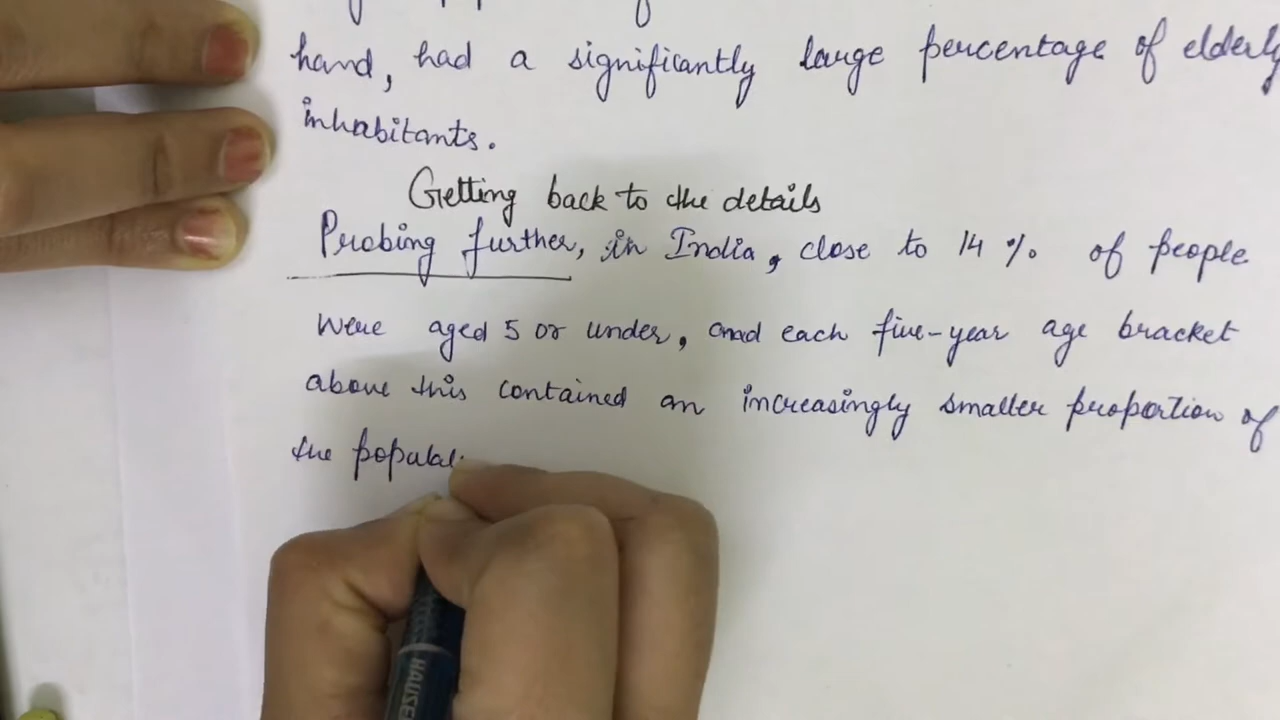 hand, had a significantly large percentage of elderly
inhabitants.
Getting back to the details
Probing further, in India, close to 14% of people
were aged 5 or under, and each five-year age bracket
above this contained an increasingly smaller proportion of
the populati
HAUSER